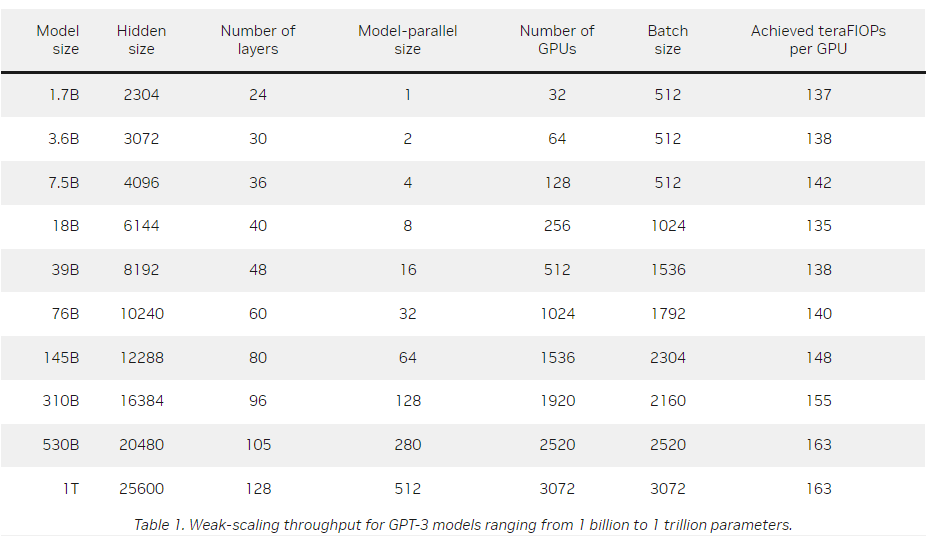 Model size Hidden size Number of layers Model-parallel size Number of GPUs Batch size Achieved teraFlOPs per GPU
1.7B 2304 24 1 32 512 137
3.6B 3072 30 2 64 512 138
7.5B 4096 36 4 128 512 142
18B 6144 40 8 256 1024 135
39B 8192 48 16 512 1536 138
76B 10240 60 32 1024 1792 140
145B 12288 80 64 1536 2304 148
310B 16384 96 128 1920 2160 155
530B 20480 105 280 2520 2520 163
1T 25600 128 512 3072 3072 163
Table 1. Weak-scaling throughput for GPT-3 models ranging from 1 billion to 1 trillion parameters.